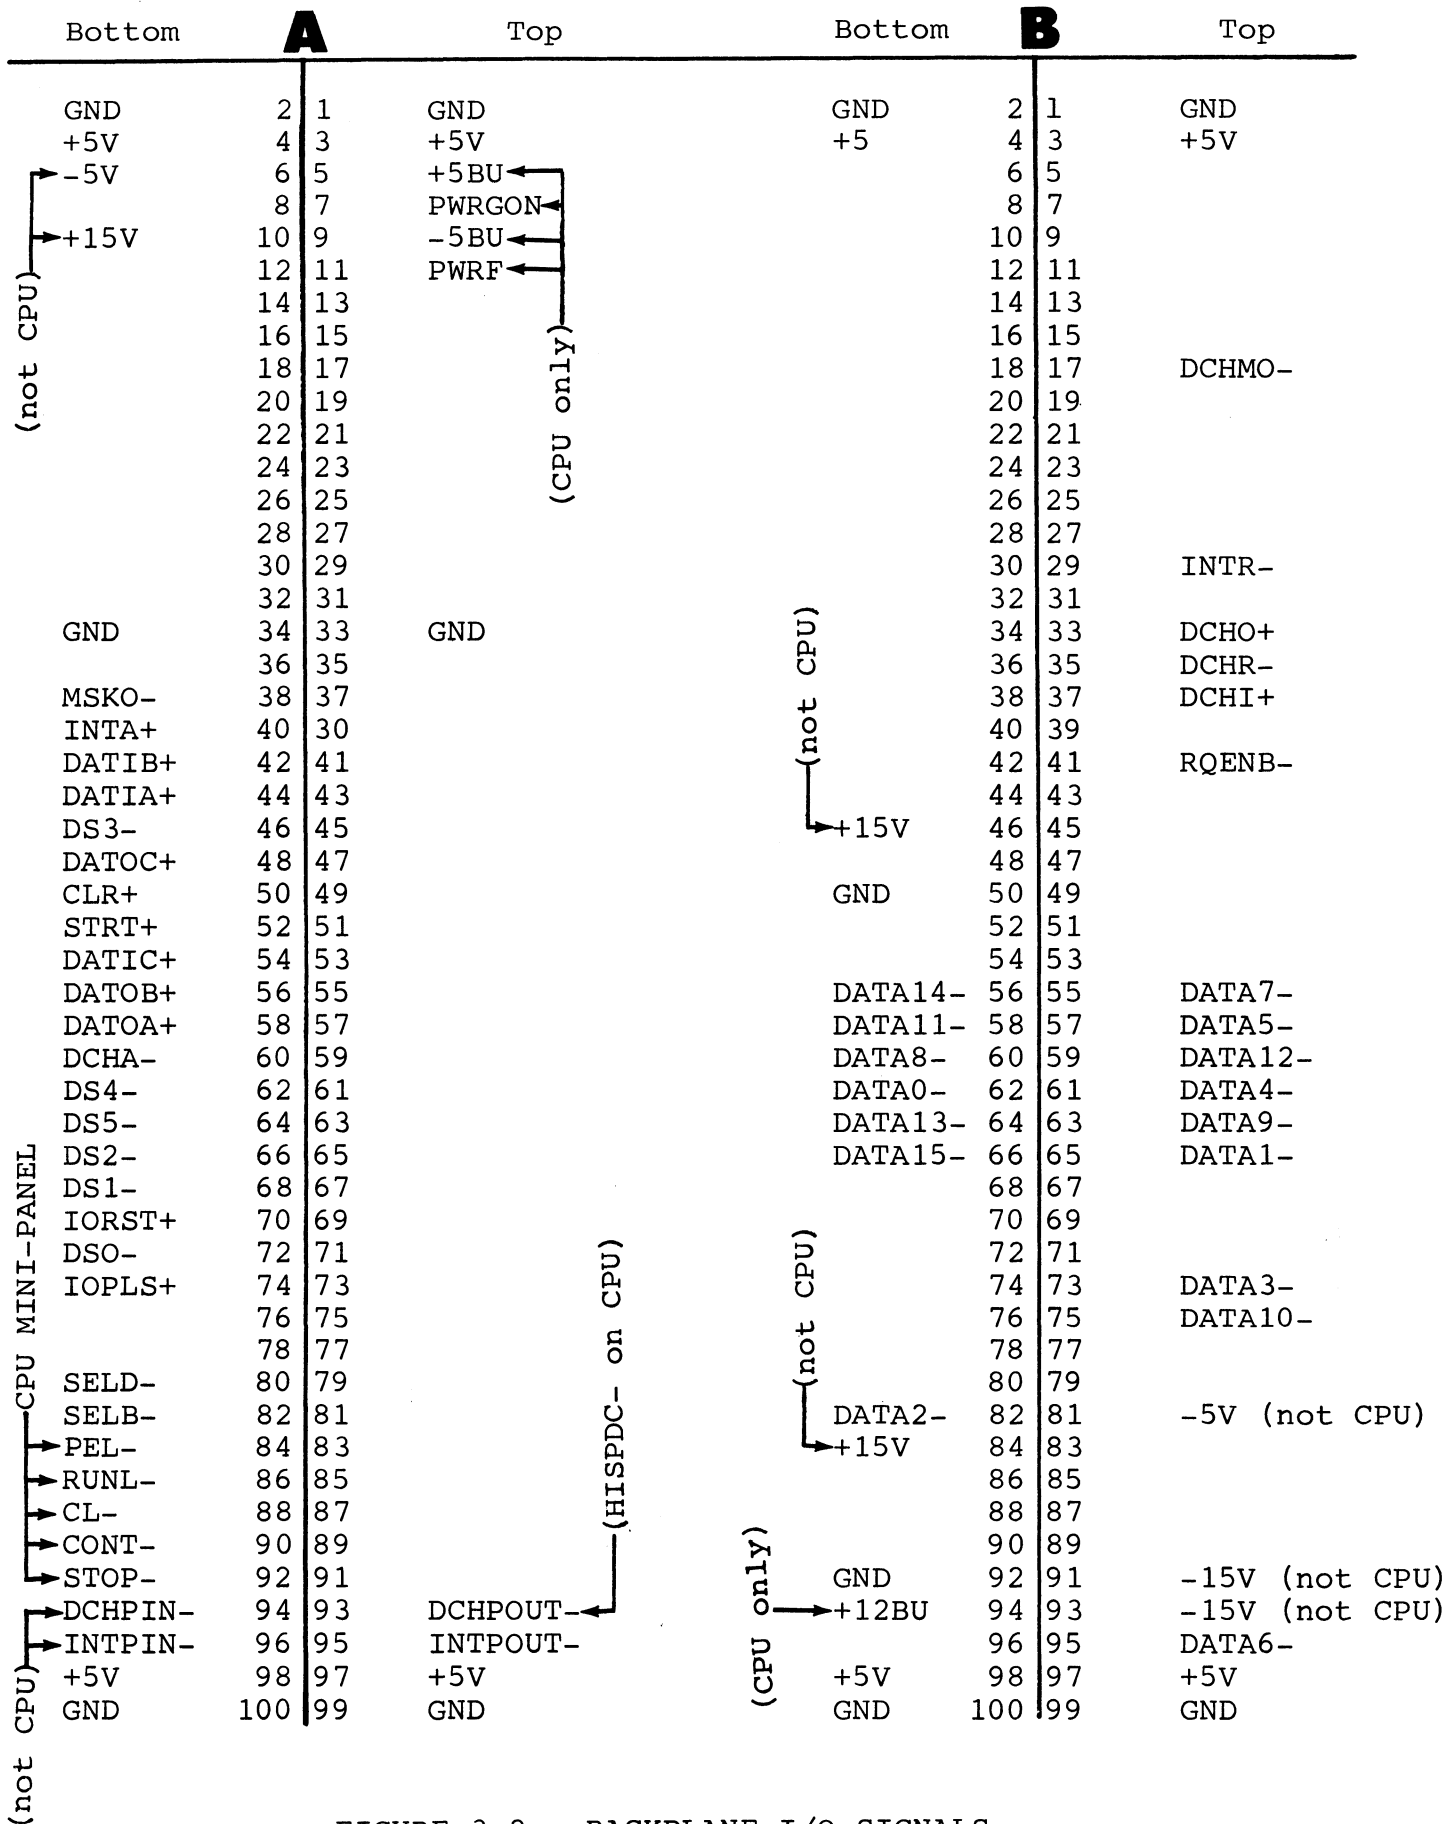 Bottom A Top Bottom B Top
GND 2 1 GND GND 2 1 GND
+5V 4 3 +5V +5 4 3 +5V
-5V 6 5 +5BU 6 5
8 7 PWRGON 8 7
+15V 10 9 -5BU 10 9
12 11 PWRF 12 11
(not CPU)
14 13 14 13
16 15 16 15
(CPU only)
18 17 18 17 DCHMO-
20 19 20 19
22 21 22 21
24 23 24 23
26 25 26 25
28 27 28 27
30 29 30 29 INTR-
32 31 32 31
(not CPU)
GND 34 33 GND 34 33 DCHO+
36 35 36 35 DCHR-
MSKO- 38 37 38 37 DCHI+
INTA+ 40 30 40 39
DATIB+ 42 41 42 41 RQENB-
DATIA+ 44 43 44 43
DS3- 46 45 +15V 46 45
DATOC+ 48 47 48 47
CLR+ 50 49 GND 50 49
STRT+ 52 51 52 51
DATIC+ 54 53 54 53
DATOB+ 56 55 DATA14- 56 55 DATA7-
DATOA+ 58 57 DATA11- 58 57 DATA5-
DCHA- 60 59 DATA8- 60 59 DATA12-
DS4- 62 61 DATA0- 62 61 DATA4-
DS5- 64 63 DATA13- 64 63 DATA9-
DS2- 66 65 DATA15- 66 65 DATA1-
CPU MINI-PANEL
DS1- 68 67 68 67
IORST+ 70 69 70 69
DSO- 72 71 72 71
(HISPDC- on CPU)
(not CPU)
IOPLS+ 74 73 74 73 DATA3-
76 75 76 75 DATA10-
78 77 78 77
SELD- 80 79 80 79
SELB- 82 81 DATA2- 82 81 -5V (not CPU)
PEL- 84 83 +15V 84 83
RUNL- 86 85 86 85
CL- 88 87 88 87
CONT- 90 89 90 89
STOP- 92 91 GND 92 91 -15V (not CPU)
(CPU only)
DCHPIN- 94 93 DCHPOUT- +12BU 94 93 -15V (not CPU)
INTPIN- 96 95 INTPOUT- 96 95 DATA6-
+5V 98 97 +5V +5V 98 97 +5V
GND 100 99 GND GND 100 99 GND
(not CPU)
BACKPLANE I/O SIGNALS